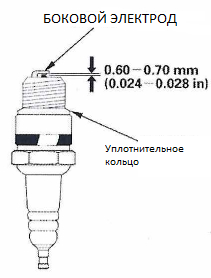 БОКОВОЙ ЭЛЕКТРОД
0.60–0.70 mm
(0.024–0.028 in)
Уплотнительное
кольцо